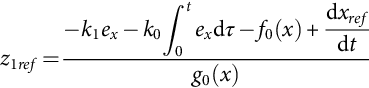 z_{1ref} = \frac{-k_1 e_x - k_0 \int_0^t e_x \mathrm{d}\tau - f_0(x) + \frac{\mathrm{d}x_{ref}}{\mathrm{d}t}}{g_0(x)}